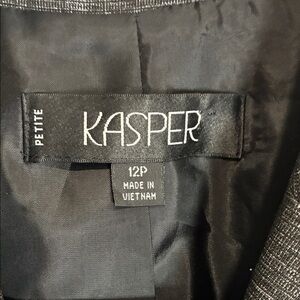 PETITE
KASPER
12P
MADE IN
VIETNAM